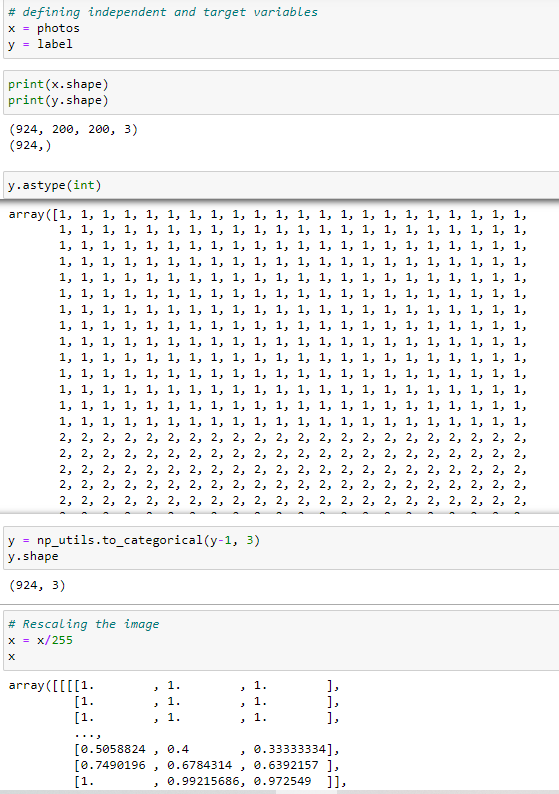 # defining independent and target variables
x = photos
y = label
print(x.shape)
print(y.shape)
(924, 200, 200, 3)
(924,)
y.astype(int)
array([1, 1, 1, 1, 1, 1, 1, 1, 1, 1, 1, 1, 1, 1, 1, 1, 1, 1, 1, 1, 1, 1,
1, 1, 1, 1, 1, 1, 1, 1, 1, 1, 1, 1, 1, 1, 1, 1, 1, 1, 1, 1, 1, 1,
1, 1, 1, 1, 1, 1, 1, 1, 1, 1, 1, 1, 1, 1, 1, 1, 1, 1, 1, 1, 1, 1,
1, 1, 1, 1, 1, 1, 1, 1, 1, 1, 1, 1, 1, 1, 1, 1, 1, 1, 1, 1, 1, 1,
1, 1, 1, 1, 1, 1, 1, 1, 1, 1, 1, 1, 1, 1, 1, 1, 1, 1, 1, 1, 1, 1,
1, 1, 1, 1, 1, 1, 1, 1, 1, 1, 1, 1, 1, 1, 1, 1, 1, 1, 1, 1, 1, 1,
1, 1, 1, 1, 1, 1, 1, 1, 1, 1, 1, 1, 1, 1, 1, 1, 1, 1, 1, 1, 1, 1,
1, 1, 1, 1, 1, 1, 1, 1, 1, 1, 1, 1, 1, 1, 1, 1, 1, 1, 1, 1, 1, 1,
1, 1, 1, 1, 1, 1, 1, 1, 1, 1, 1, 1, 1, 1, 1, 1, 1, 1, 1, 1, 1, 1,
1, 1, 1, 1, 1, 1, 1, 1, 1, 1, 1, 1, 1, 1, 1, 1, 1, 1, 1, 1, 1, 1,
1, 1, 1, 1, 1, 1, 1, 1, 1, 1, 1, 1, 1, 1, 1, 1, 1, 1, 1, 1, 1, 1,
1, 1, 1, 1, 1, 1, 1, 1, 1, 1, 1, 1, 1, 1, 1, 1, 1, 1, 1, 1, 1, 1,
1, 1, 1, 1, 1, 1, 1, 1, 1, 1, 1, 1, 1, 1, 1, 1, 1, 1, 1, 1, 1, 1,
1, 1, 1, 1, 1, 1, 1, 1, 1, 1, 1, 1, 1, 1, 1, 1, 1, 1, 1, 1, 1, 1,
2, 2, 2, 2, 2, 2, 2, 2, 2, 2, 2, 2, 2, 2, 2, 2, 2, 2, 2, 2, 2, 2,
2, 2, 2, 2, 2, 2, 2, 2, 2, 2, 2, 2, 2, 2, 2, 2, 2, 2, 2, 2, 2, 2,
2, 2, 2, 2, 2, 2, 2, 2, 2, 2, 2, 2, 2, 2, 2, 2, 2, 2, 2, 2, 2, 2,
2, 2, 2, 2, 2, 2, 2, 2, 2, 2, 2, 2, 2, 2, 2, 2, 2, 2, 2, 2, 2, 2,
2, 2, 2, 2, 2, 2, 2, 2, 2, 2, 2, 2, 2, 2, 2, 2, 2, 2, 2, 2, 2, 2,
y = np_utils.to_categorical(y-1, 3)
y.shape
(924, 3)
# Rescaling the image
x = x/255
x
array([[[[1. , 1. , 1. ],
[1. , 1. , 1. ],
[1. , 1. , 1. ],
...,
[0.5058824 , 0.4 , 0.33333334],
[0.7490196 , 0.6784314 , 0.6392157 ],
[1. , 0.99215686, 0.972549 ]],